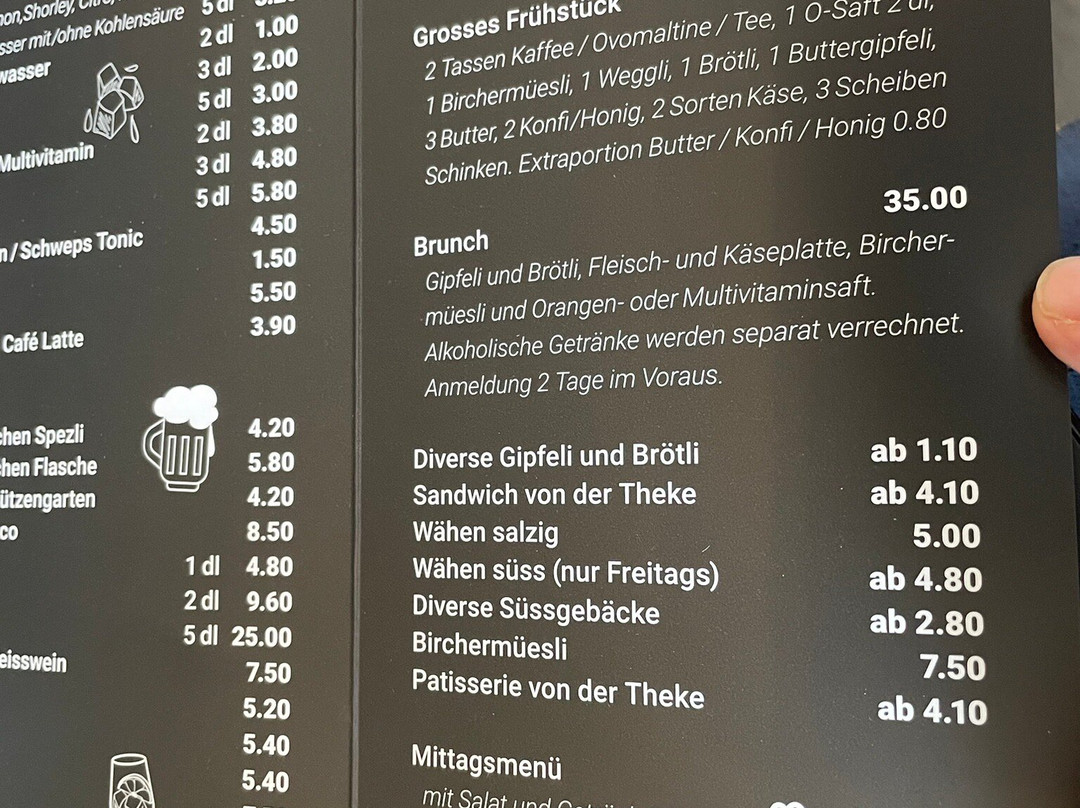 5 dl
sser mit/ohne Kohlensäure 2 dl 1.00
wasser 3 dl 2.00
5 dl 3.00
2 dl 3.80
Multivitamin 3 dl 4.80
5 dl 5.80
4.50
n / Schweps Tonic 1.50
5.50
Café Latte 3.90
chen Spezli 4.20
chen Flasche 5.80
ützengarten 4.20
co 8.50
1 dl 4.80
2 dl 9.60
5 dl 25.00
eisswein 7.50
5.20
5.40
5.40
Grosses Frühstück
2 Tassen Kaffee / Ovomaltine / Tee, 1 O-Saft 2 dl,
1 Birchermüesli, 1 Weggli, 1 Brötli, 1 Buttergipfeli,
3 Butter, 2 Konfi/Honig, 2 Sorten Käse, 3 Scheiben
Schinken. Extraportion Butter / Konfi / Honig 0.80
35.00
Brunch
Gipfeli und Brötli, Fleisch- und Käseplatte, Bircher-
müesli und Orangen- oder Multivitaminsaft.
Alkoholische Getränke werden separat verrechnet.
Anmeldung 2 Tage im Voraus.
Diverse Gipfeli und Brötli ab 1.10
Sandwich von der Theke ab 4.10
Wähen salzig 5.00
Wähen süss (nur Freitags) ab 4.80
Diverse Süssgebäcke ab 2.80
Birchermüesli 7.50
Patisserie von der Theke ab 4.10
Mittagsmenü
mit Salat und